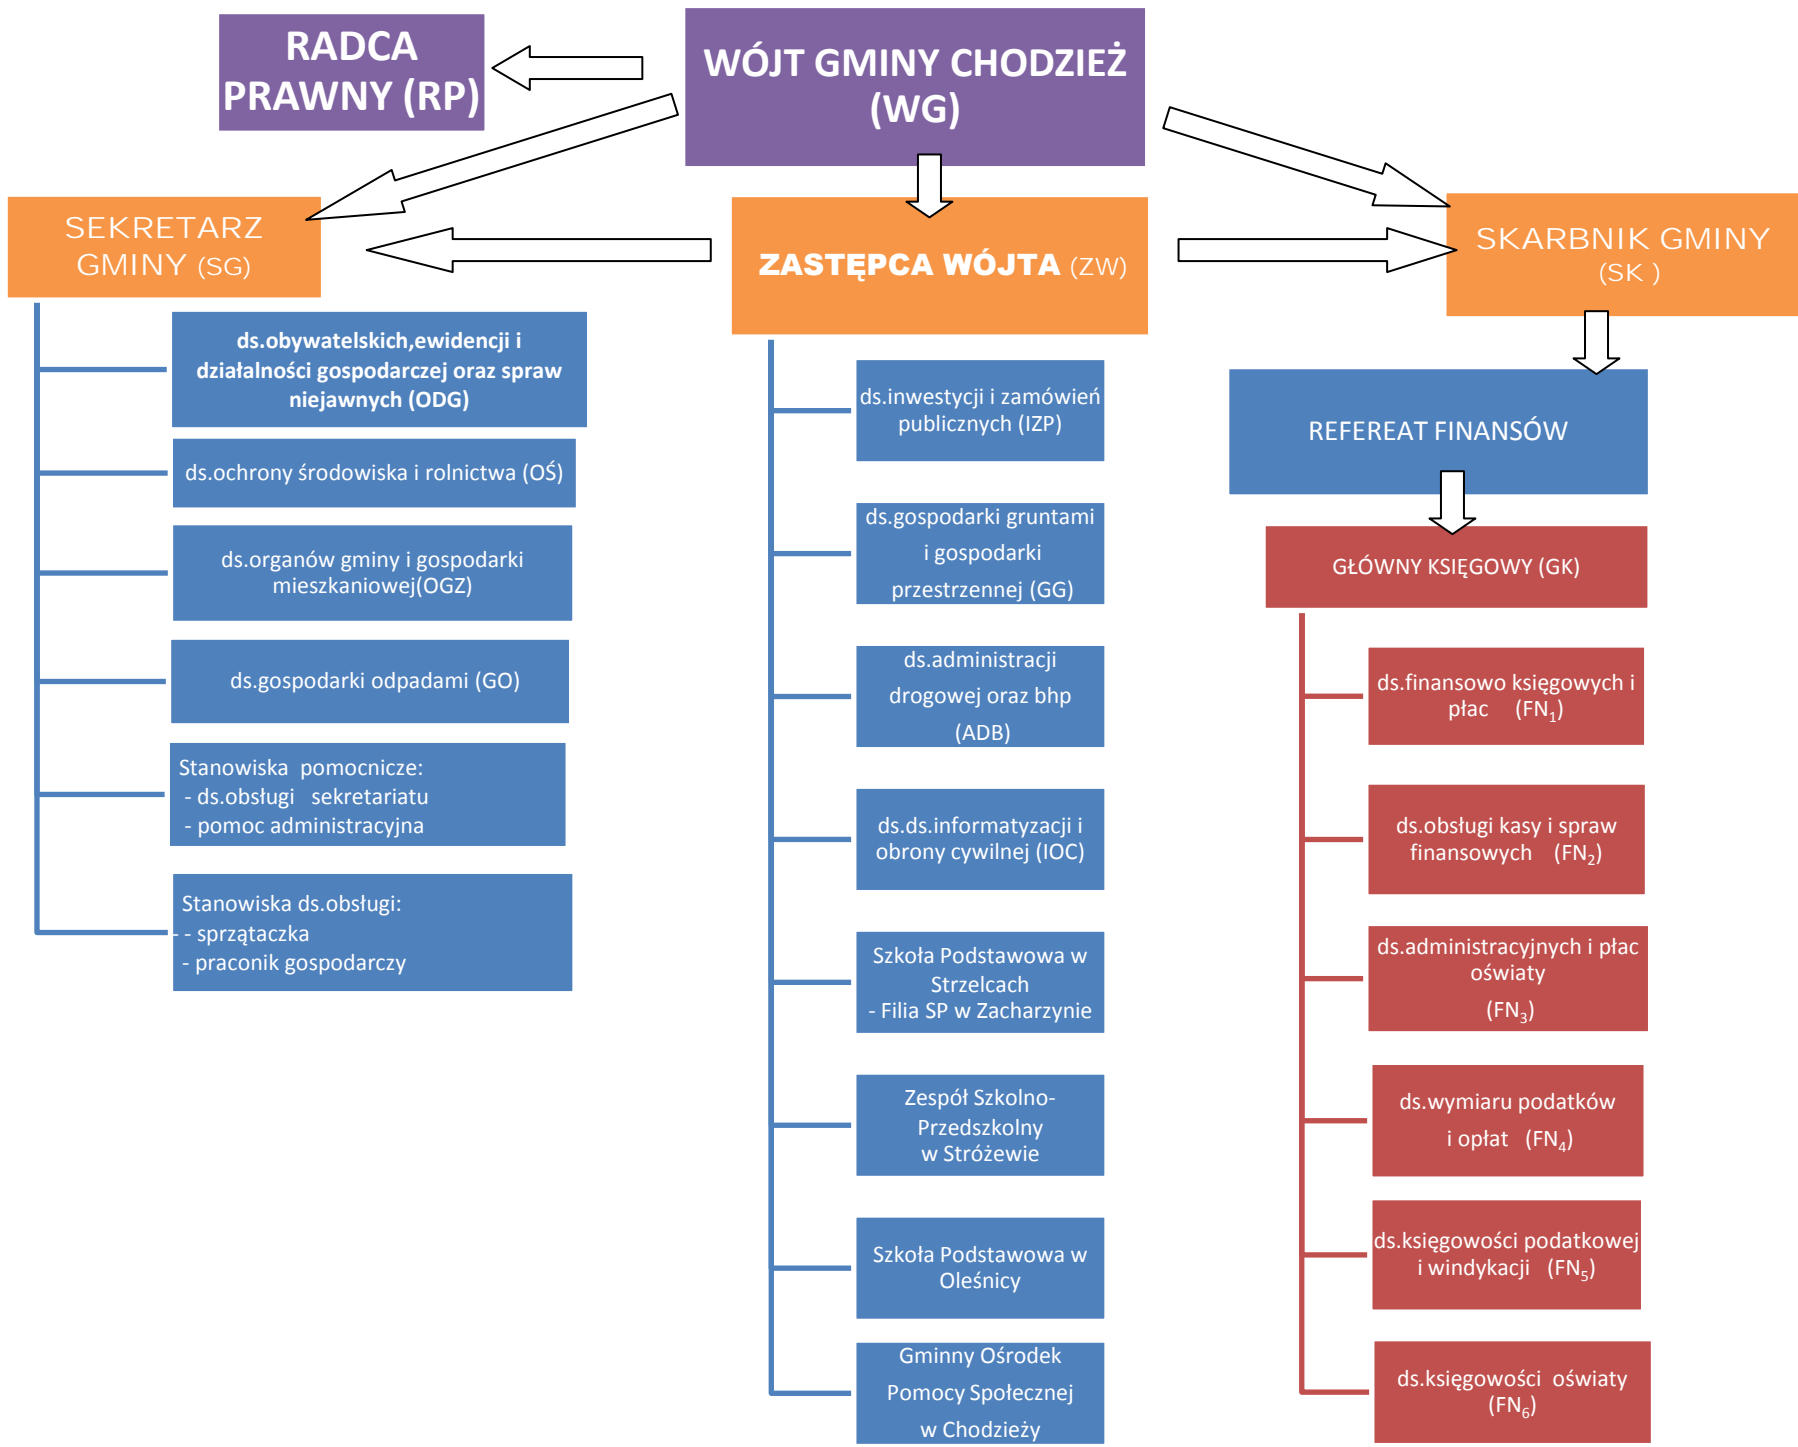 RADCA
PRAWNY (RP)
WÓJT GMINY CHODZIEŻ
(WG)
SEKRETARZ
GMINY (SG)
ZASTĘPCA WÓJTA (ZW)
SKARBNIK GMINY
(SK )
ds.obywatelskich,ewidencji i
działalności gospodarczej oraz spraw
niejawnych (ODG)
ds.ochrony środowiska i rolnictwa (OŚ)
ds.organów gminy i gospodarki
mieszkaniowej(OGZ)
ds.gospodarki odpadami (GO)
Stanowiska pomocnicze:
- ds.obsługi sekretariatu
- pomoc administracyjna
Stanowiska ds.obsługi:
- - sprzątaczka
- praconik gospodarczy
ds.inwestycji i zamówień
publicznych (IZP)
ds.gospodarki gruntami
i gospodarki
przestrzennej (GG)
ds.administracji
drogowej oraz bhp
(ADB)
ds.ds.informatyzacji i
obrony cywilnej (IOC)
Szkoła Podstawowa w
Strzelcach
- Filia SP w Zacharzynie
Zespół Szkolno-
Przedszkolny
w Stróżewie
Szkoła Podstawowa w
Oleśnicy
Gminny Ośrodek
Pomocy Społecznej
w Chodzieży
REFEREAT FINANSÓW
GŁÓWNY KSIĘGOWY (GK)
ds.finansowo księgowych i
płac (FN₁)
ds.obsługi kasy i spraw
finansowych (FN₂)
ds.administracyjnych i płac
oświaty
(FN₃)
ds.wymiaru podatków
i opłat (FN₄)
ds.księgowości podatkowej
i windykacji (FN₅)
ds.księgowości oświaty
(FN₆)